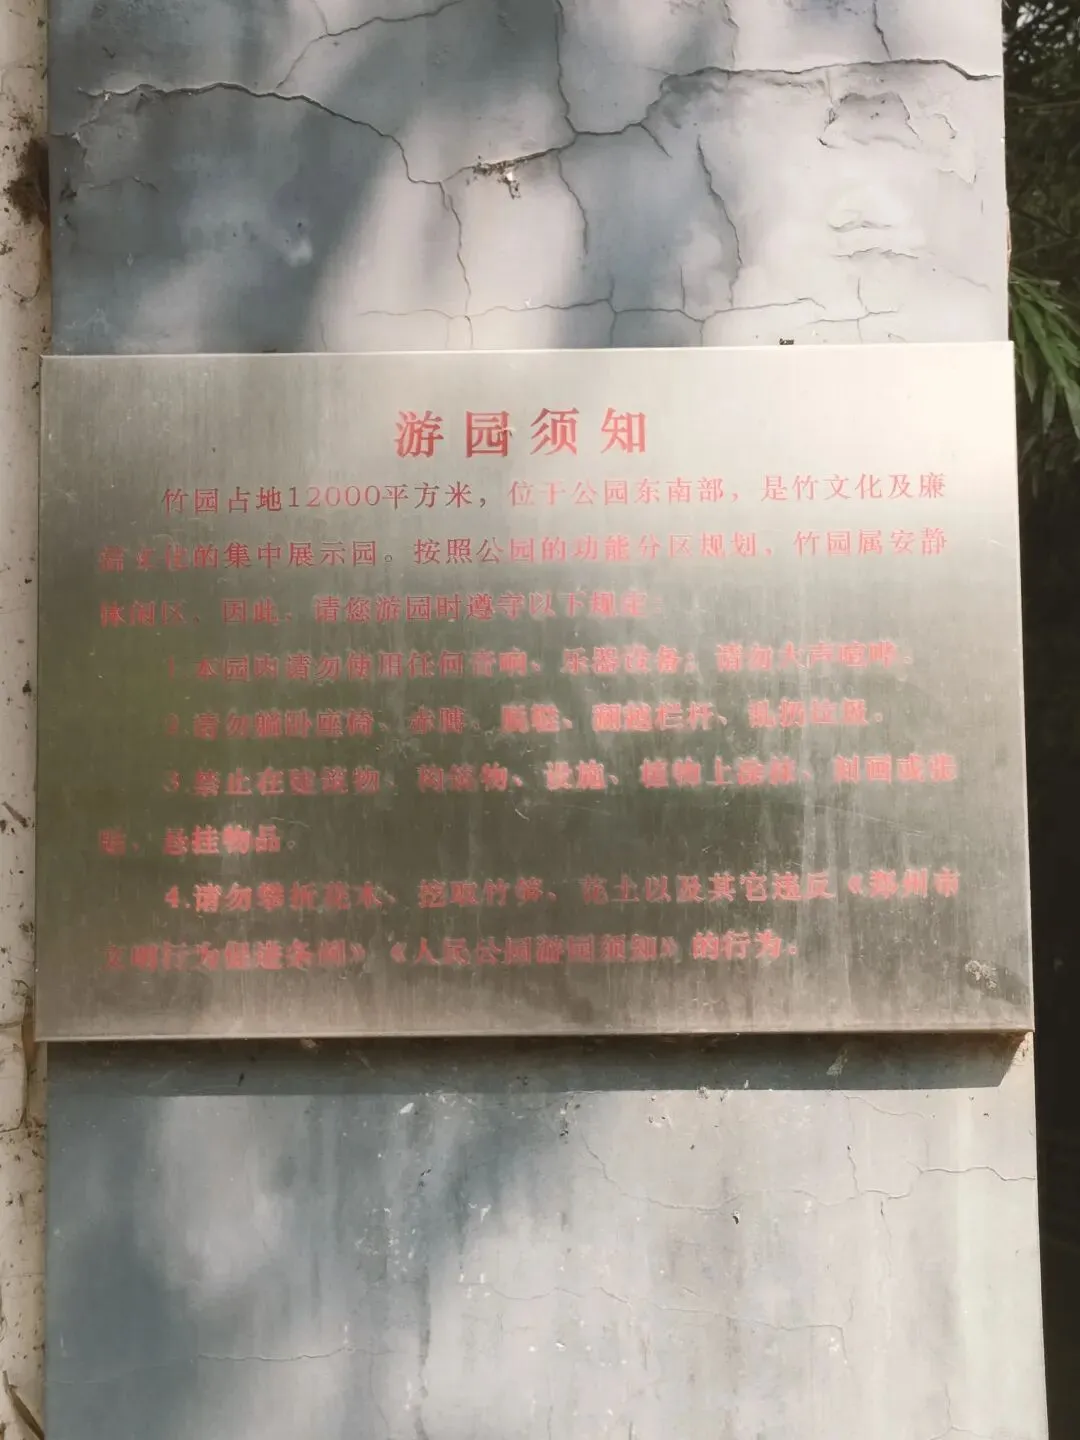 游园须知
竹园占地12000平方米，位于公园东南部，是竹文化及廉
文化的集中展示园。按照公园的功能分区规划，竹园属安静
休闲区，因此，请您游园时遵守以下规定：
1.本园内请勿使用任何音响、乐器设备；请勿大声喧哗。
2.请勿躺卧座椅、赤膊、翻越栏杆、乱扔垃圾。
3.禁止在建筑物、构筑物、设施、植物上涂抹、刻画或张
贴、悬挂物品。
4.请勿攀折花木、挖取竹笋、花土以及其它违反《郑州市
文明行为促进条例》《人民公园游园须知》的行为。